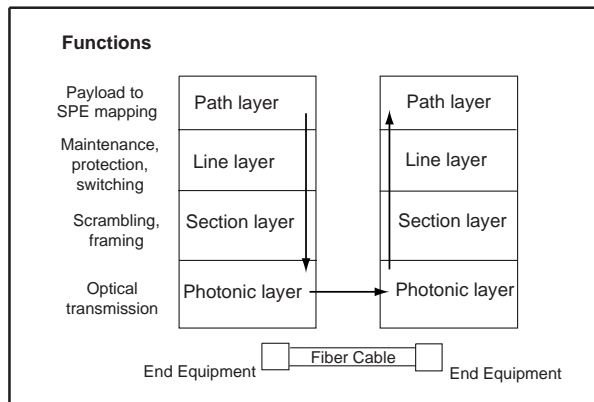 Functions
Payload to
SPE mapping
Path layer
Path layer
Maintenance,
protection,
switching
Line layer
Line layer
Scrambling,
framing
Section layer
Section layer
Optical
transmission
Photonic layer
Photonic layer
Fiber Cable
End Equipment
End Equipment